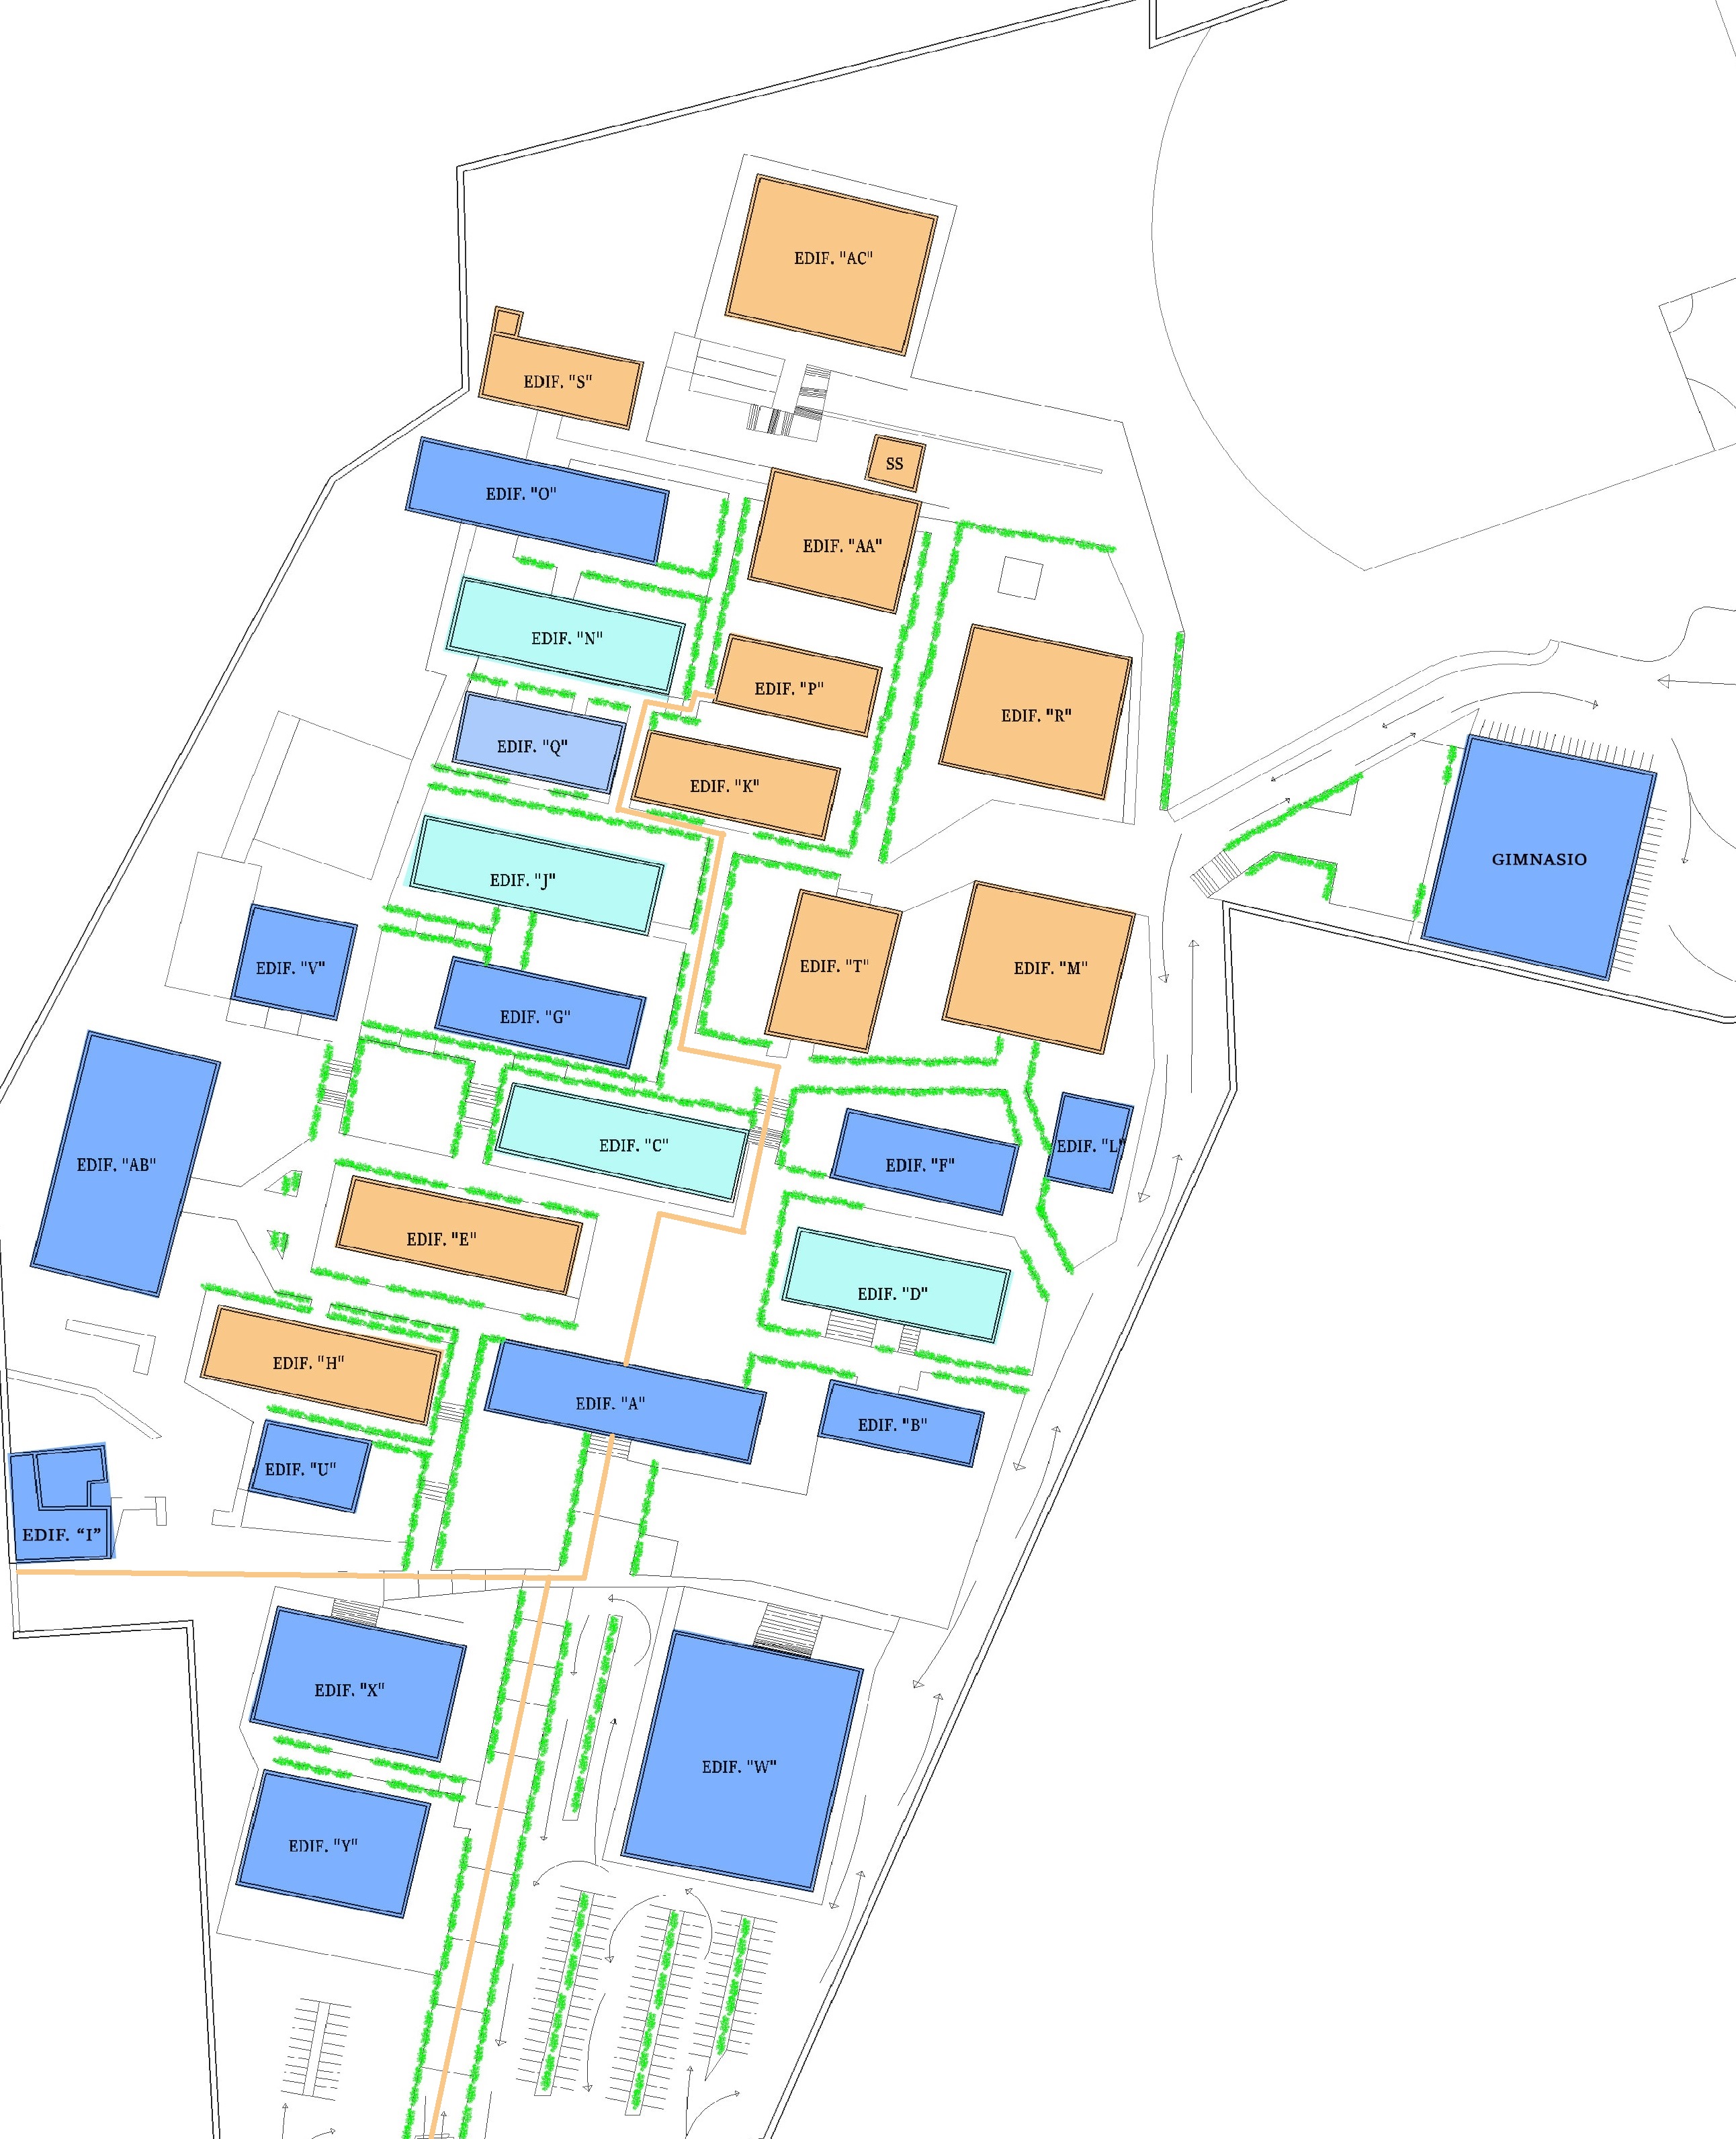 EDIF. "AC"
EDIF. "S"
SS
EDIF. "O"
EDIF. "AA"
EDIF. "N"
EDIF. "P"
EDIF. "R"
EDIF. "Q"
EDIF. "K"
GIMNASIO
EDIF. "J"
EDIF. "V"
EDIF. "T"
EDIF. "M"
EDIF. "G"
EDIF. "C"
EDIF. "L"
EDIF. "AB"
EDIF. "F"
EDIF. "E"
EDIF. "D"
EDIF. "H"
EDIF. "A"
EDIF. "B"
EDIF. "U"
EDIF. “I”
EDIF. "X"
EDIF. "W"
EDIF. "Y"